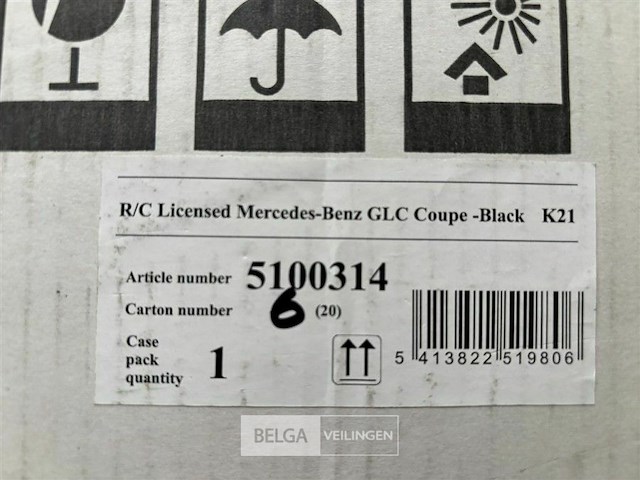 R/C Licensed Mercedes-Benz GLC Coupe -Black K21
Article number 5100314
Carton number 6 (20)
Case
pack
quantity 1
5 413822 519806
BELGA VEILINGEN